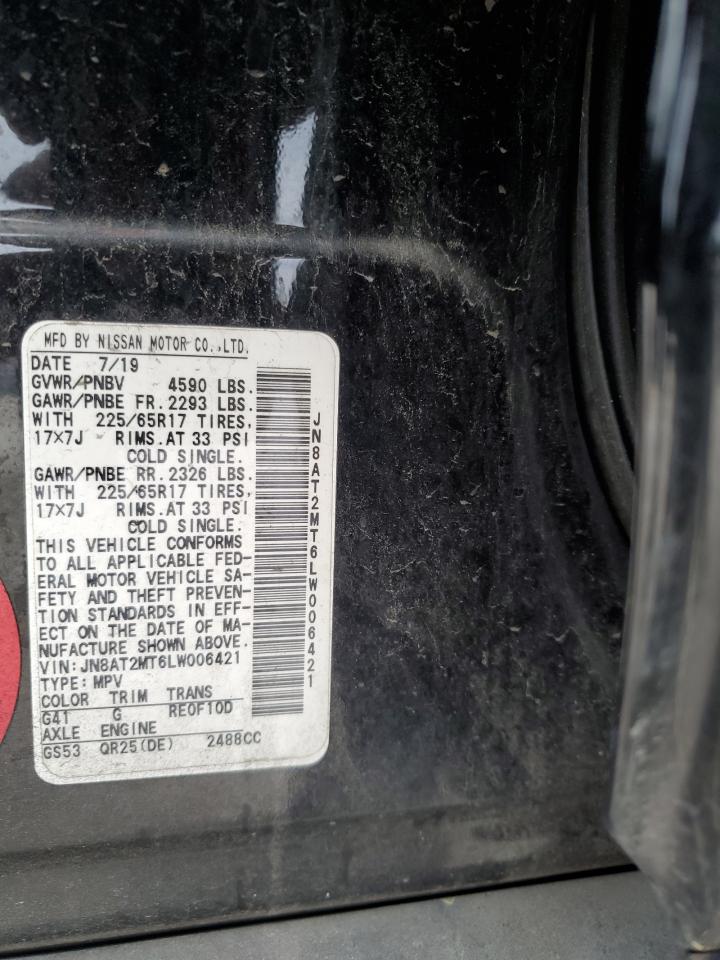 MFD BY NISSAN MOTOR CO.,LTD.
DATE 7/19
GVWR/PNBV 4590 LBS.
GAWR/PNBE FR.2293 LBS.
WITH 225/65R17 TIRES,
17×7J RIMS.AT 33 PSI
COLD SINGLE.
GAWR/PNBE RR.2326 LBS.
WITH 225/65R17 TIRES,
17×7J RIMS.AT 33 PSI
COLD SINGLE.
THIS VEHICLE CONFORMS
TO ALL APPLICABLE FED-
ERAL MOTOR VEHICLE SA-
FETY AND THEFT PREVEN-
TION STANDARDS IN EFF-
ECT ON THE DATE OF MA-
NUFACTURE SHOWN ABOVE.
VIN:JN8AT2MT6LW006421
TYPE:MPV
COLOR TRIM TRANS
G41 G RE0F10D
AXLE ENGINE
GS53 QR25(DE) 2488CC
JN8AT2MT6LW006421